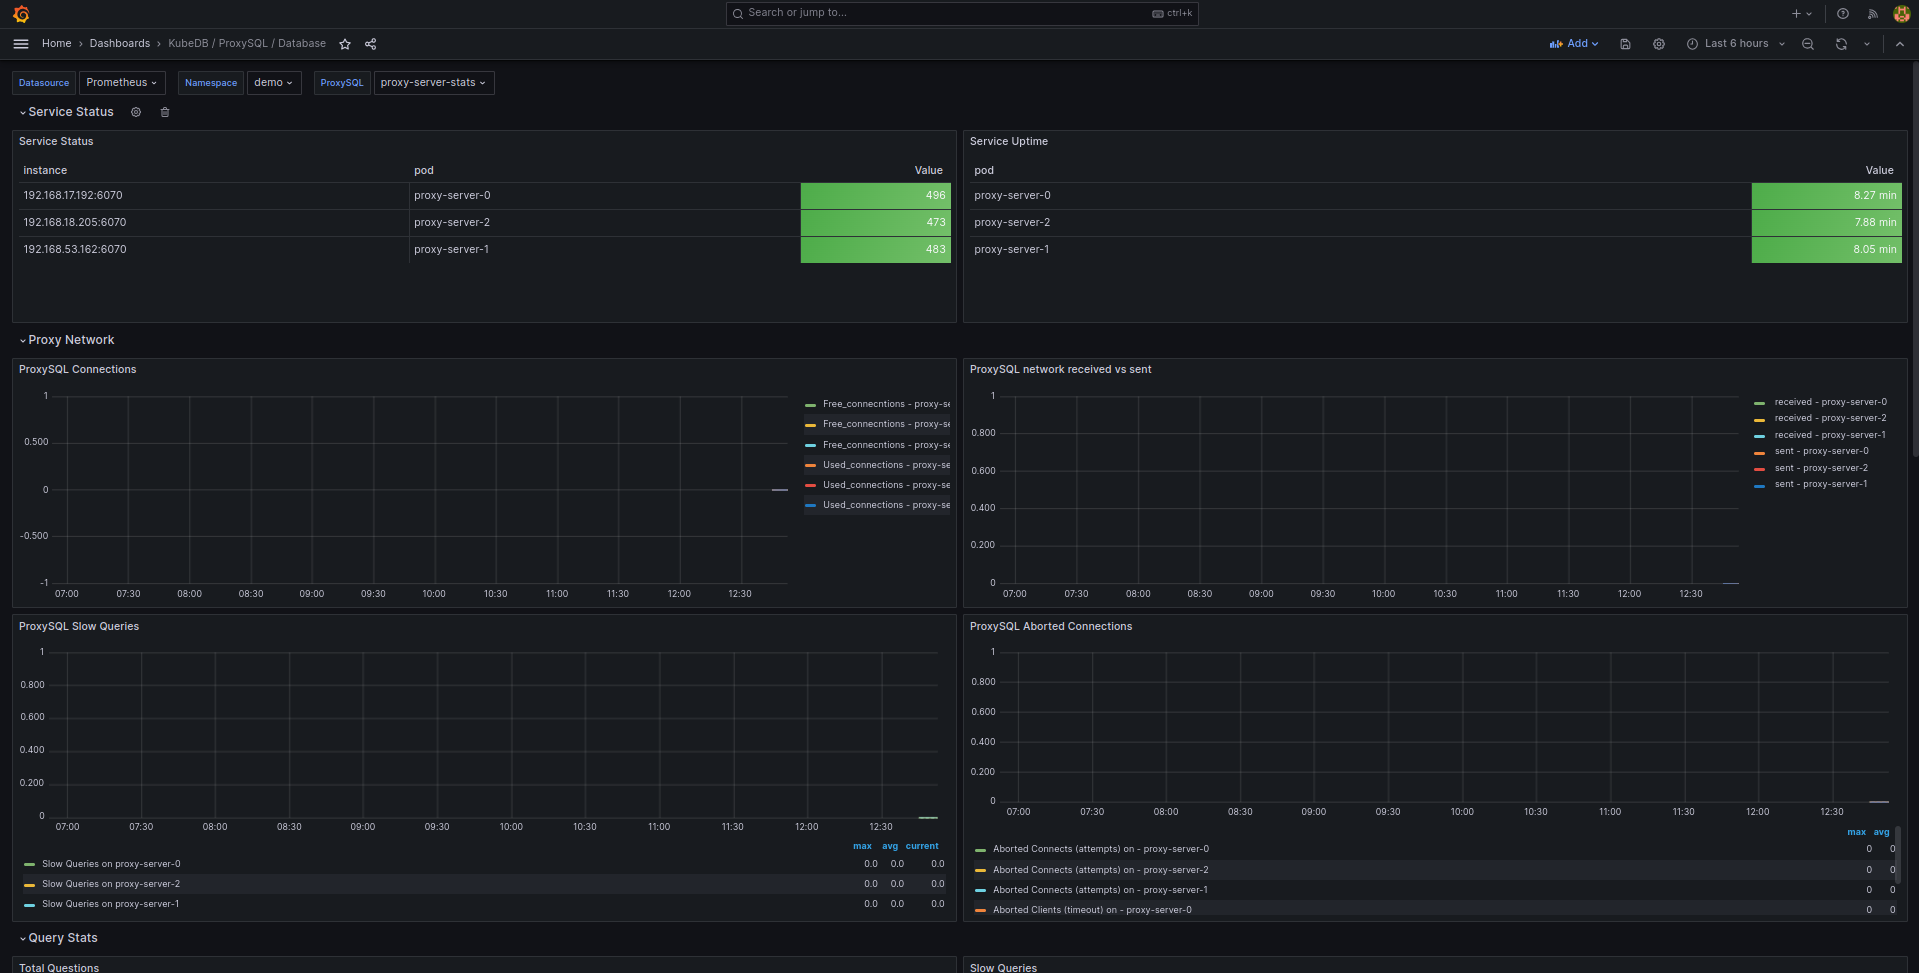 Search or jump to...
ctrl+k
Home › Dashboards › KubeDB / ProxySQL / Database
Add
Last 6 hours
Datasource Prometheus Namespace demo ProxySQL proxy-server-stats
Service Status
Service Status
instance pod Value
192.168.17.192:6070 proxy-server-0 496
192.168.18.205:6070 proxy-server-2 473
192.168.53.162:6070 proxy-server-1 483
Service Uptime
pod Value
proxy-server-0 8.27 min
proxy-server-2 7.88 min
proxy-server-1 8.05 min
Proxy Network
ProxySQL Connections
1
0.500
0
-0.500
-1
07:00 07:30 08:00 08:30 09:00 09:30 10:00 10:30 11:00 11:30 12:00 12:30
Free_connecntions - proxy-se
Free_connecntions - proxy-se
Free_connecntions - proxy-se
Used_connections - proxy-se
Used_connections - proxy-se
Used_connections - proxy-se
ProxySQL network received vs sent
1
0.800
0.600
0.400
0.200
0
07:00 07:30 08:00 08:30 09:00 09:30 10:00 10:30 11:00 11:30 12:00 12:30
received - proxy-server-0
received - proxy-server-2
received - proxy-server-1
sent - proxy-server-0
sent - proxy-server-2
sent - proxy-server-1
ProxySQL Slow Queries
1
0.800
0.600
0.400
0.200
0
07:00 07:30 08:00 08:30 09:00 09:30 10:00 10:30 11:00 11:30 12:00 12:30
max avg current
Slow Queries on proxy-server-0 0.0 0.0 0.0
Slow Queries on proxy-server-2 0.0 0.0 0.0
Slow Queries on proxy-server-1 0.0 0.0 0.0
ProxySQL Aborted Connections
1
0.800
0.600
0.400
0.200
0
07:00 07:30 08:00 08:30 09:00 09:30 10:00 10:30 11:00 11:30 12:00 12:30
max avg
Aborted Connects (attempts) on - proxy-server-0 0 0
Aborted Connects (attempts) on - proxy-server-2 0 0
Aborted Connects (attempts) on - proxy-server-1 0 0
Aborted Clients (timeout) on - proxy-server-0 0 0
Query Stats
Total Questions
Slow Queries